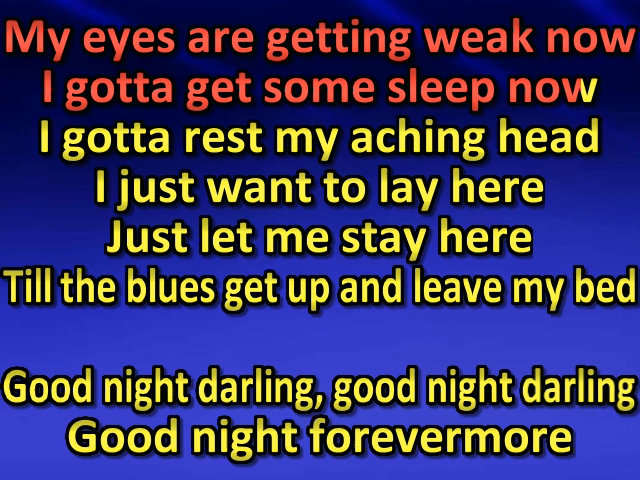 My eyes are getting weak now
I gotta get some sleep now
I gotta rest my aching head
I just want to lay here
Just let me stay here
Till the blues get up and leave my bed
Good night darling, good night darling
Good night forevermore